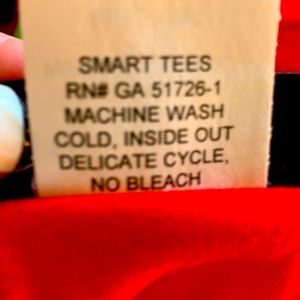 SMART TEES
RN# GA 51726-1
MACHINE WASH
COLD, INSIDE OUT
DELICATE CYCLE,
NO BLEACH